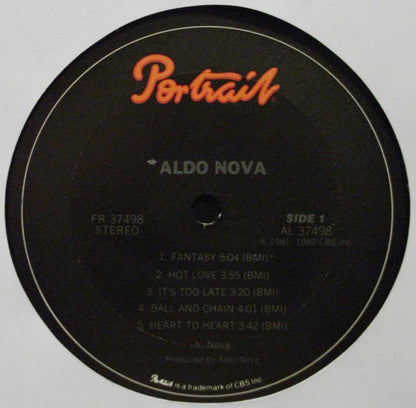 Portrait
ALDO NOVA
FR 37498
STEREO
SIDE 1
AL 37498
℗ 1981, 1982 CBS Inc.
1. FANTASY 5:04 (BMI)
2. HOT LOVE 3:55 (BMI)
3. IT'S TOO LATE 3:20 (BMI)
4. BALL AND CHAIN 4:01 (BMI)
5. HEART TO HEART 3:42 (BMI)
-A. Nova
Produced by Aldo Nova
Portrait is a trademark of CBS Inc.